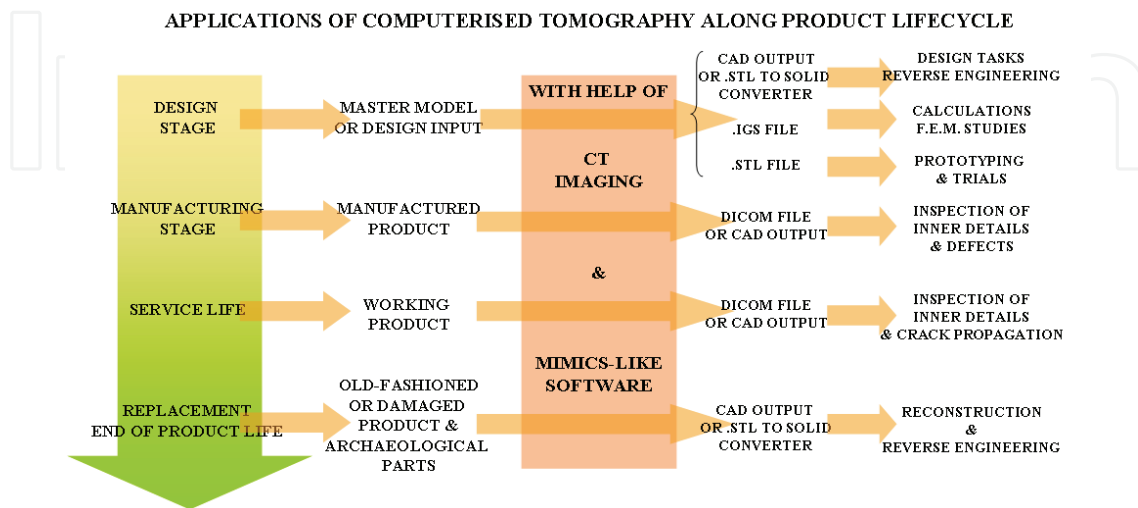 APPLICATIONS OF COMPUTERISED TOMOGRAPHY ALONG PRODUCT LIFECYCLE
DESIGN
STAGE
MASTER MODEL
OR DESIGN INPUT
WITH HELP OF
CT
IMAGING
&
MIMICS-LIKE
SOFTWARE
CAD OUTPUT
OR .STL TO SOLID
CONVERTER
DESIGN TASKS
REVERSE ENGINEERING
.IGS FILE
CALCULATIONS
F.E.M. STUDIES
.STL FILE
PROTOTYPING
& TRIALS
MANUFACTURING
STAGE
MANUFACTURED
PRODUCT
DICOM FILE
OR CAD OUTPUT
INSPECTION OF
INNER DETAILS
& DEFECTS
SERVICE LIFE
WORKING
PRODUCT
DICOM FILE
OR CAD OUTPUT
INSPECTION OF
INNER DETAILS
& CRACK PROPAGATION
REPLACEMENT
END OF PRODUCT LIFE
OLD-FASHIONED
OR DAMAGED
PRODUCT &
ARCHAEOLOGICAL
PARTS
CAD OUTPUT
OR .STL TO SOLID
CONVERTER
RECONSTRUCTION
&
REVERSE ENGINEERING